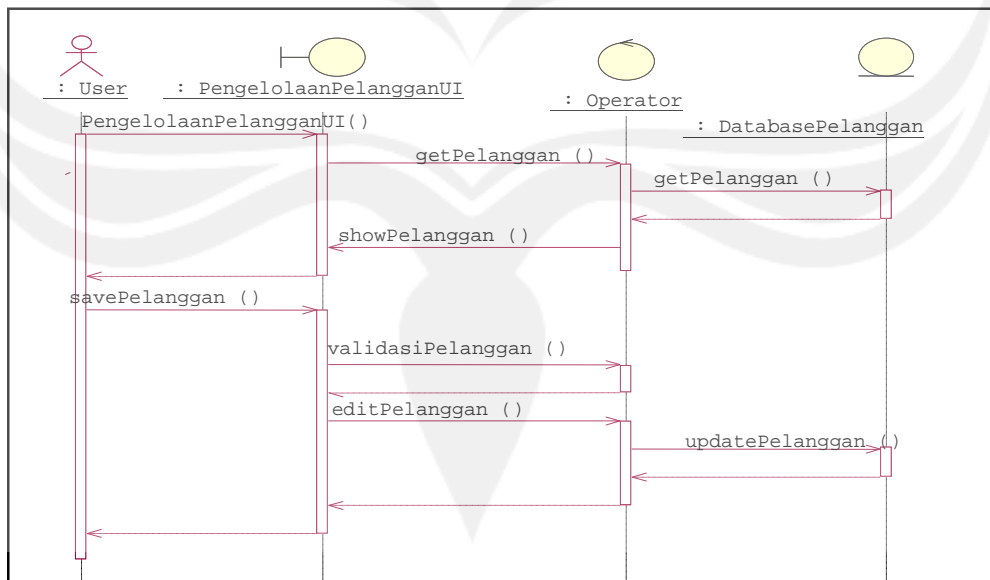 : User
: PengelolaanPelangganUI
: Operator
: DatabasePelanggan
PengelolaanPelangganUI()
getPelanggan ()
getPelanggan ()
showPelanggan ()
savePelanggan ()
validasiPelanggan ()
editPelanggan ()
updatePelanggan ()